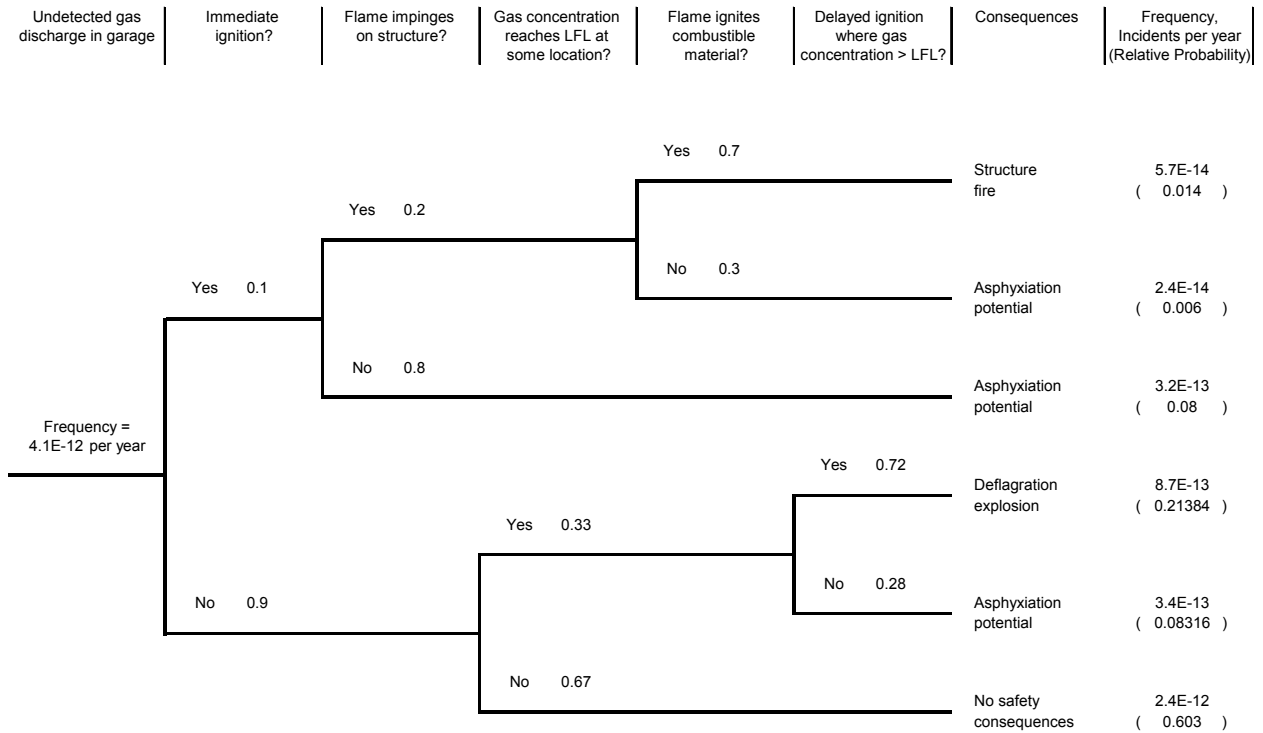 Undetected gas
discharge in garage
Immediate
ignition?
Flame impinges
on structure?
Gas concentration
reaches LFL at
some location?
Flame ignites
combustible
material?
Delayed ignition
where gas
concentration > LFL?
Consequences
Frequency,
Incidents per year
(Relative Probability)
Yes 0.7
Structure
fire
5.7E-14
( 0.014 )
Yes 0.2
No 0.3
Yes 0.1
Asphyxiation
potential
2.4E-14
( 0.006 )
No 0.8
Asphyxiation
potential
3.2E-13
( 0.08 )
Frequency =
4.1E-12 per year
Yes 0.72
Deflagration
explosion
8.7E-13
( 0.21384 )
Yes 0.33
No 0.28
No 0.9
Asphyxiation
potential
3.4E-13
( 0.08316 )
No 0.67
No safety
consequences
2.4E-12
( 0.603 )